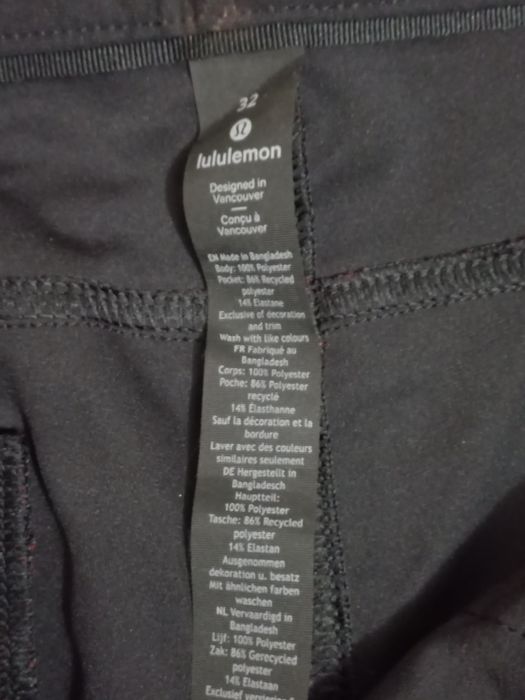 32
lululemon
Designed in
Vancouver
Conçu à
Vancouver
EN Made in Bangladesh
Body: 100% Polyester
Pocket: 86% Recycled
polyester
14% Elastane
Exclusive of decoration
and trim
Wash with like colours
FR Fabriqué au
Bangladesh
Corps: 100% Polyester
Poche: 86% Polyester
recyclé
14% Élasthanne
Sauf la décoration et la
bordure
Laver avec des couleurs
similaires seulement
DE Hergestellt in
Bangladesch
Hauptteil:
100% Polyester
Tasche: 86% Recycled
polyester
14% Elastan
Ausgenommen
dekoration u. besatz
Mit ähnlichen farben
waschen
NL Vervaardigd in
Bangladesh
Lijf: 100% Polyester
Zak: 86% Gerecycled
polyester
14% Elastaan
Exclusief